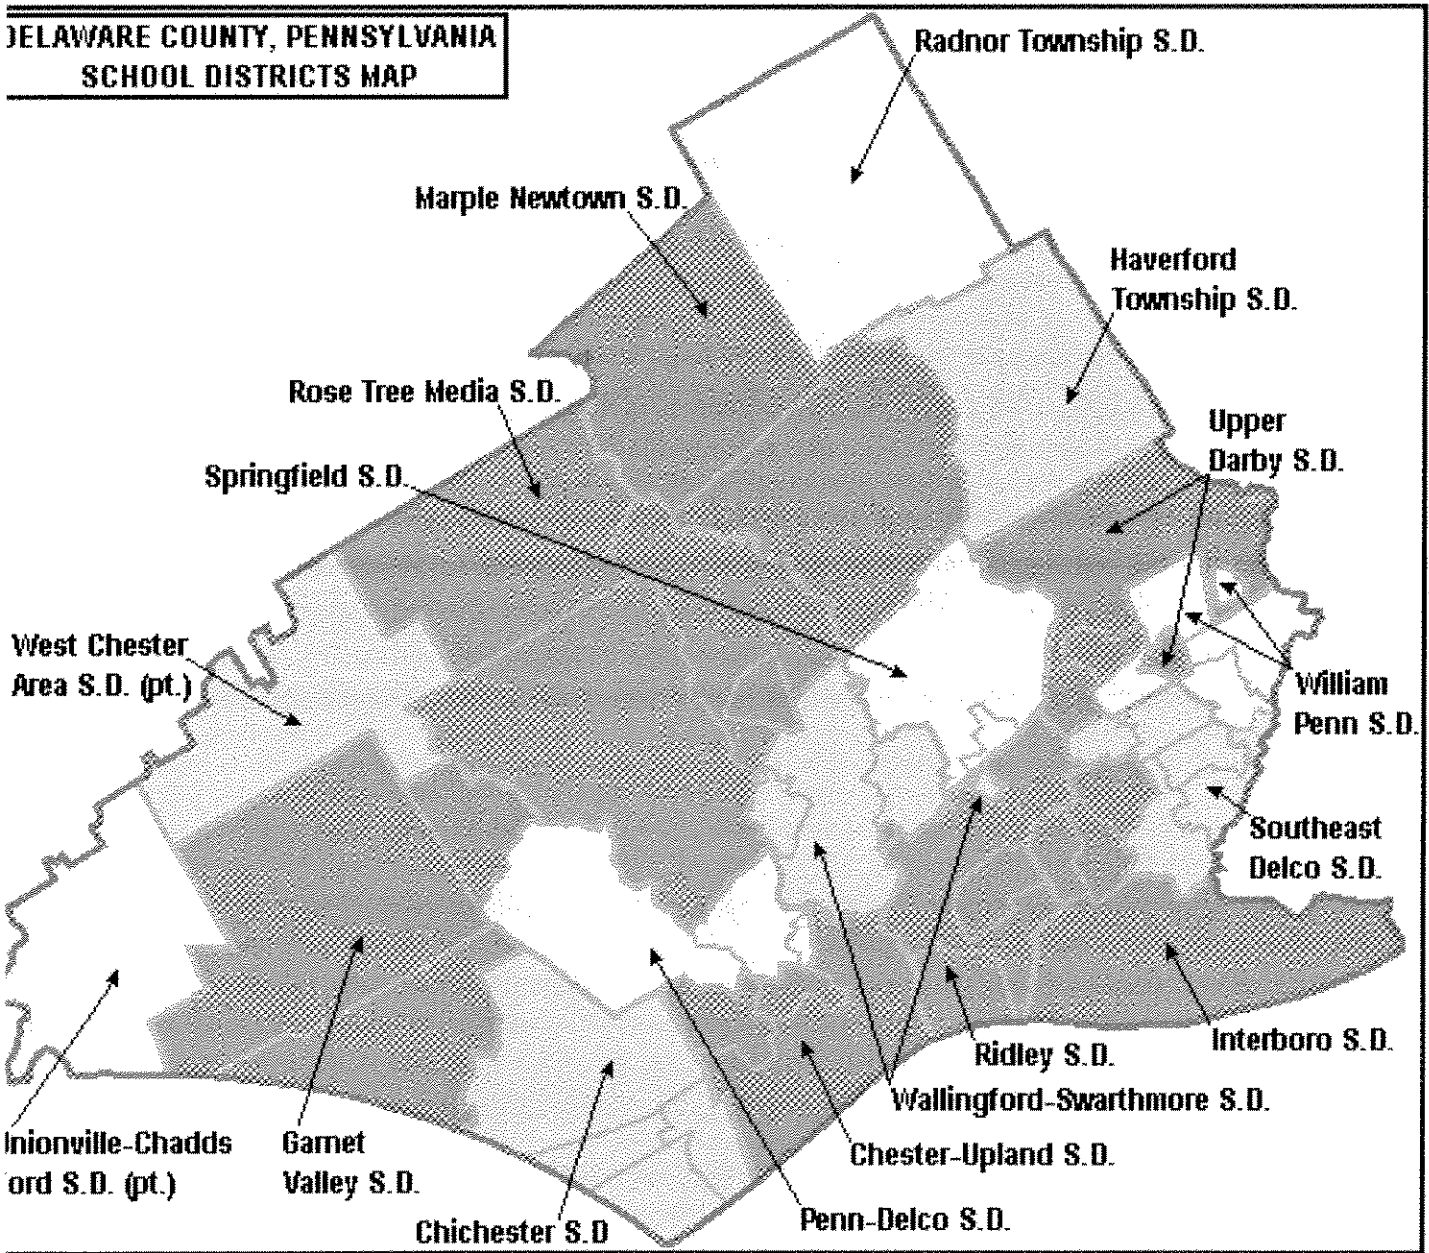 DELAWARE COUNTY, PENNSYLVANIA
SCHOOL DISTRICTS MAP
Radnor Township S.D.
Marple Newtown S.D.
Haverford
Township S.D.
Rose Tree Media S.D.
Upper
Darby S.D.
Springfield S.D.
West Chester
Area S.D. (pt.)
William
Penn S.D.
Southeast
Delco S.D.
Interboro S.D.
Ridley S.D.
Wallingford-Swarthmore S.D.
Unionville-Chadds
ord S.D. (pt.)
Garnet
Valley S.D.
Chester-Upland S.D.
Penn-Delco S.D.
Chichester S.D